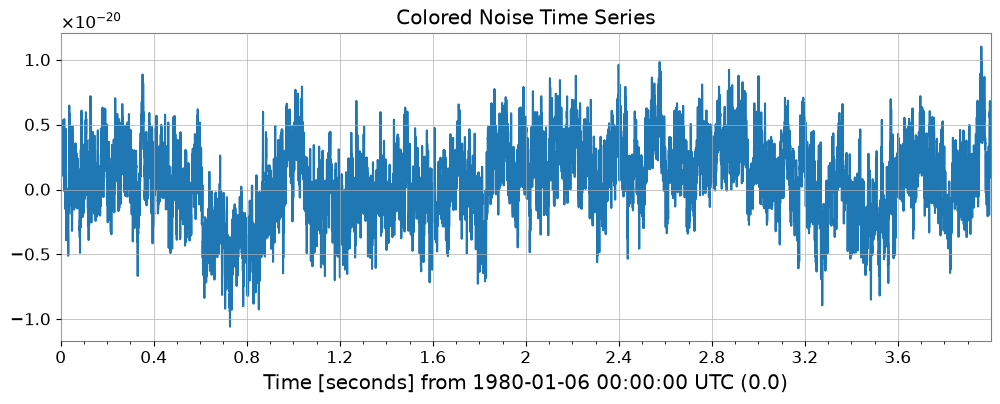 Colored Noise Time Series
×10⁻²⁰
1.0
0.5
0.0
−0.5
−1.0
0 0.4 0.8 1.2 1.6 2 2.4 2.8 3.2 3.6
Time [seconds] from 1980-01-06 00:00:00 UTC (0.0)